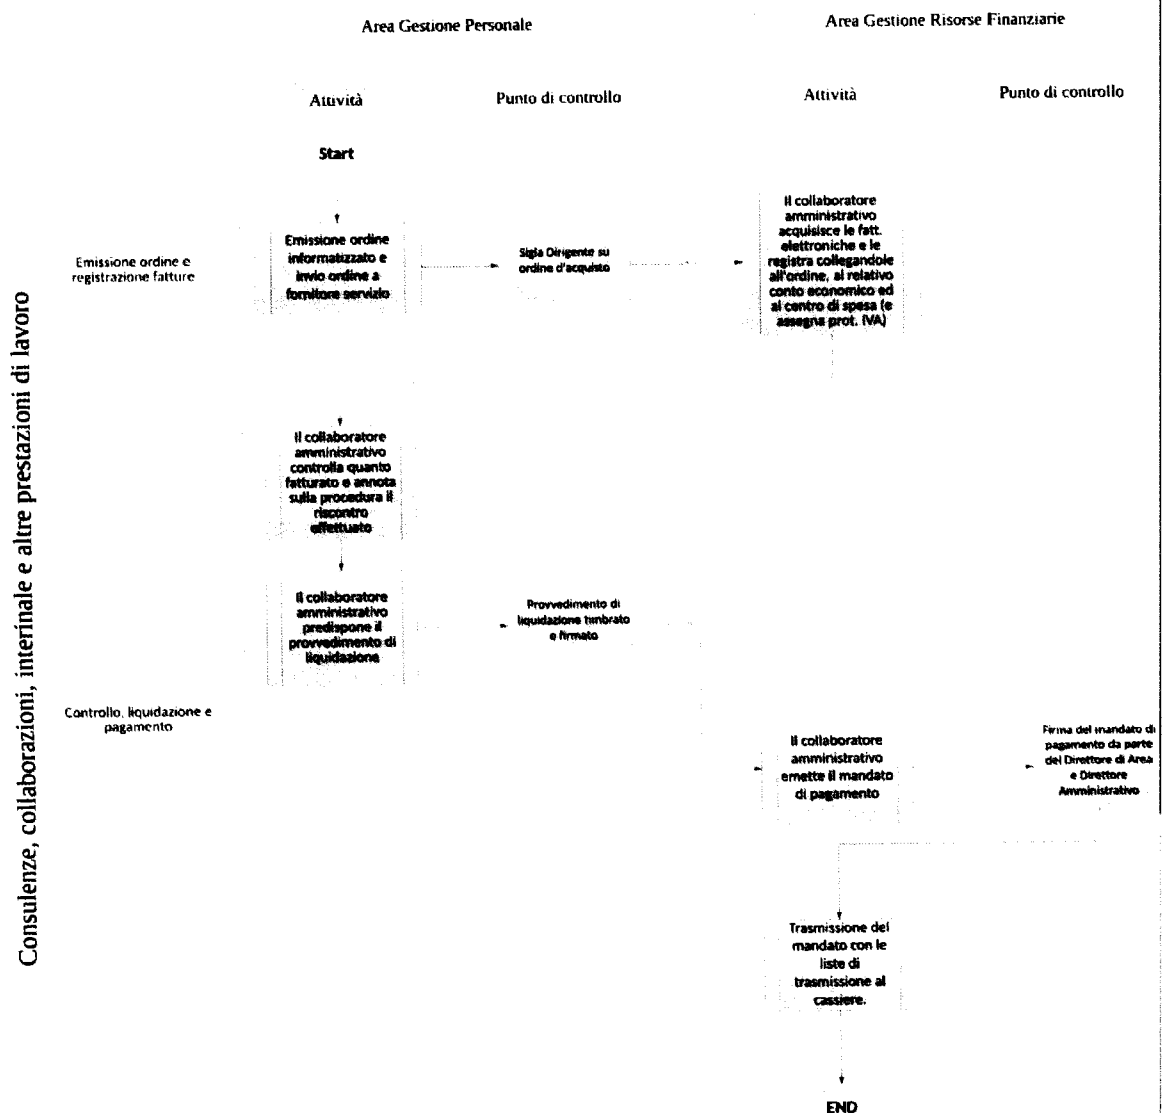 Area Gestione Personale
Area Gestione Risorse Finanziarie
Attività
Punto di controllo
Attività
Punto di controllo
Start
Emissione ordine e
registrazione fatture
Emissione ordine
informatizzato e
invio ordine a
fornitore servizio
Sigla Dirigente su
ordine d'acquisto
Il collaboratore
amministrativo
acquisisce le fatt.
elettroniche e le
registra collegandole
all'ordine, al relativo
conto economico ed
al centro di spesa (e
assegna prot. IVA)
Consulenze, collaborazioni, interinale e altre prestazioni di lavoro
Il collaboratore
amministrativo
controlla quanto
fatturato e annota
sulla procedura il
riscontro
effettuato
Il collaboratore
amministrativo
predispone il
provvedimento di
liquidazione
Provvedimento di
liquidazione timbrato
e firmato
Controllo, liquidazione e
pagamento
Il collaboratore
amministrativo
emette il mandato
di pagamento
Firma del mandato di
pagamento da parte
del Direttore di Area
e Direttore
Amministrativo
Trasmissione del
mandato con le
liste di
trasmissione al
cassiere.
END